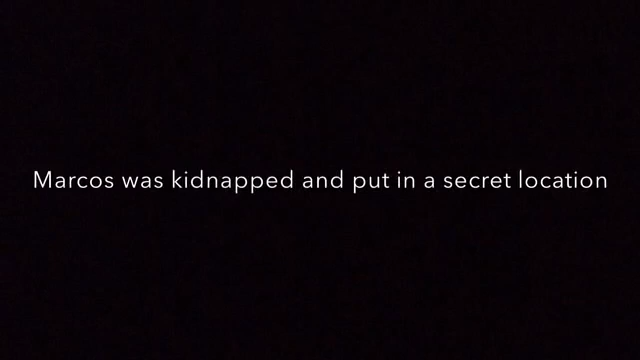 Marcos was kidnapped and put in a secret location